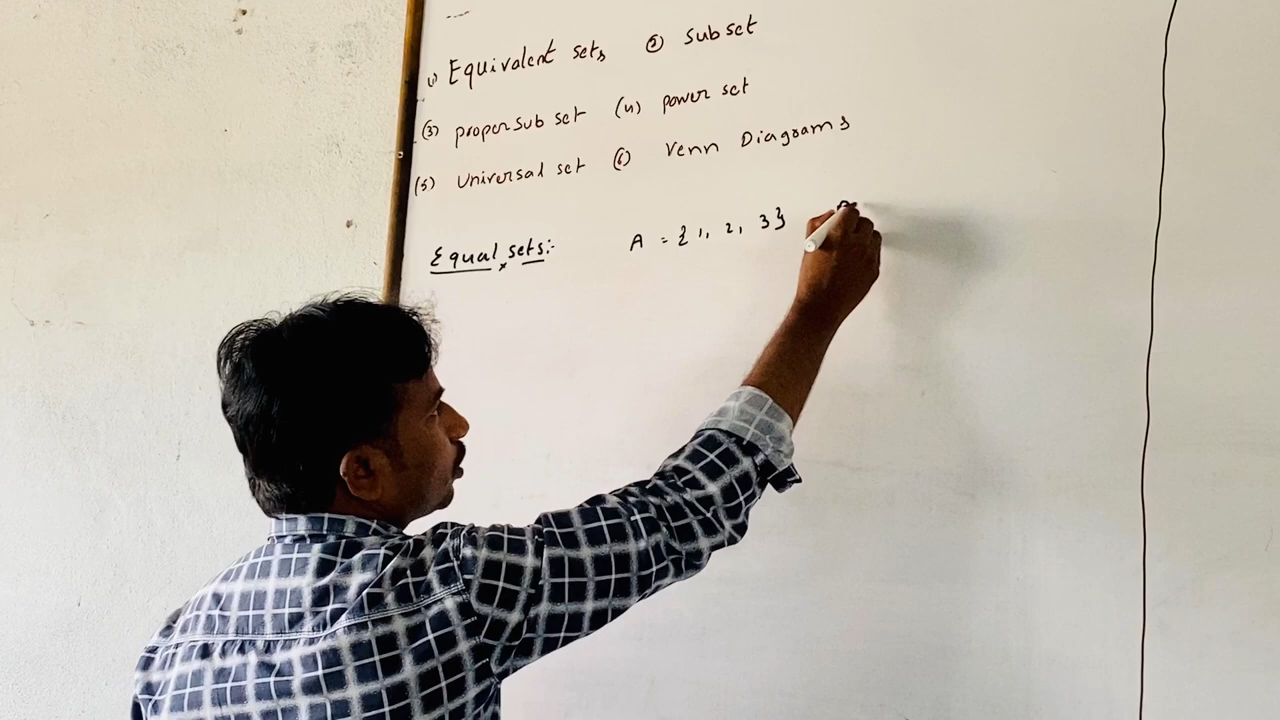 (1) Equivalent sets (2) subset
(3) proper sub set (4) power set
(5) Universal set (6) Venn Diagrams
Equal sets:- A = {1, 2, 3}